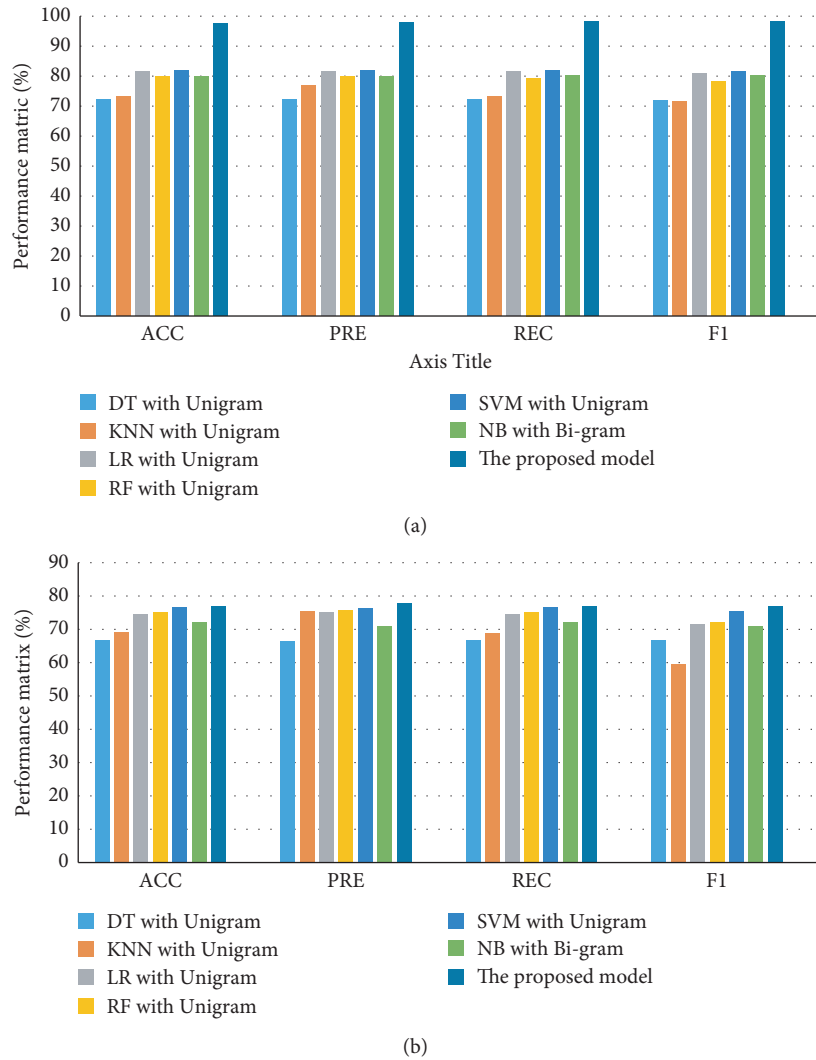 100
90
80
70
60
50
40
30
20
10
0
Performance matric (%)
ACC PRE REC F1
Axis Title
DT with Unigram
KNN with Unigram
LR with Unigram
RF with Unigram
SVM with Unigram
NB with Bi-gram
The proposed model
(a)
90
80
70
60
50
40
30
20
10
0
Performance matrix (%)
ACC PRE REC F1
DT with Unigram
KNN with Unigram
LR with Unigram
RF with Unigram
SVM with Unigram
NB with Bi-gram
The proposed model
(b)